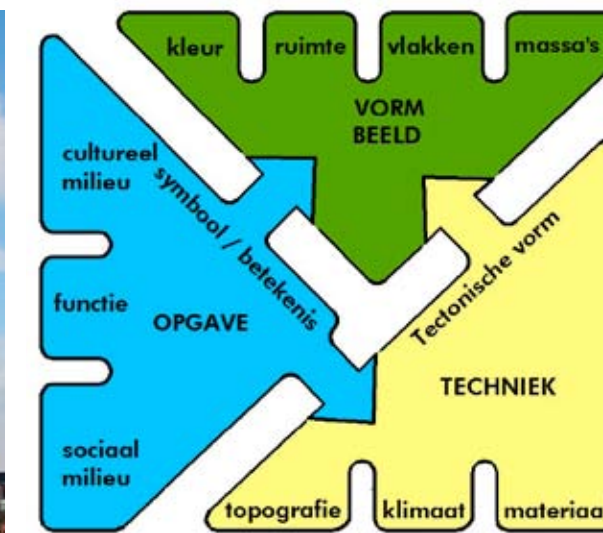 kleur
ruimte
vlakken
massa's
VORM
BEELD
cultureel
milieu
symbool / betekenis
Tectonische vorm
functie
OPGAVE
TECHNIEK
sociaal
milieu
topografie
klimaat
materiaa